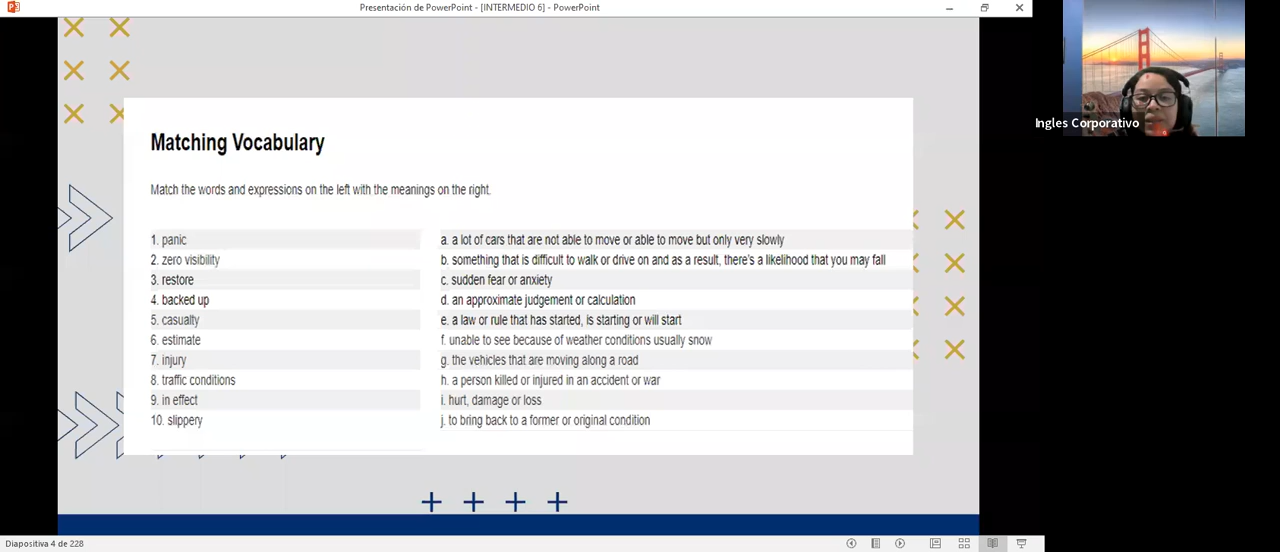 Presentación de PowerPoint - [INTERMEDIO 6] - PowerPoint
Ingles Corporativo
Matching Vocabulary
Match the words and expressions on the left with the meanings on the right.
1. panic
2. zero visibility
3. restore
4. backed up
5. casualty
6. estimate
7. injury
8. traffic conditions
9. in effect
10. slippery
a. a lot of cars that are not able to move or able to move but only very slowly
b. something that is difficult to walk or drive on and as a result, there's a likelihood that you may fall
c. sudden fear or anxiety
d. an approximate judgement or calculation
e. a law or rule that has started, is starting or will start
f. unable to see because of weather conditions usually snow
g. the vehicles that are moving along a road
h. a person killed or injured in an accident or war
i. hurt, damage or loss
j. to bring back to a former or original condition
Diapositiva 4 de 228